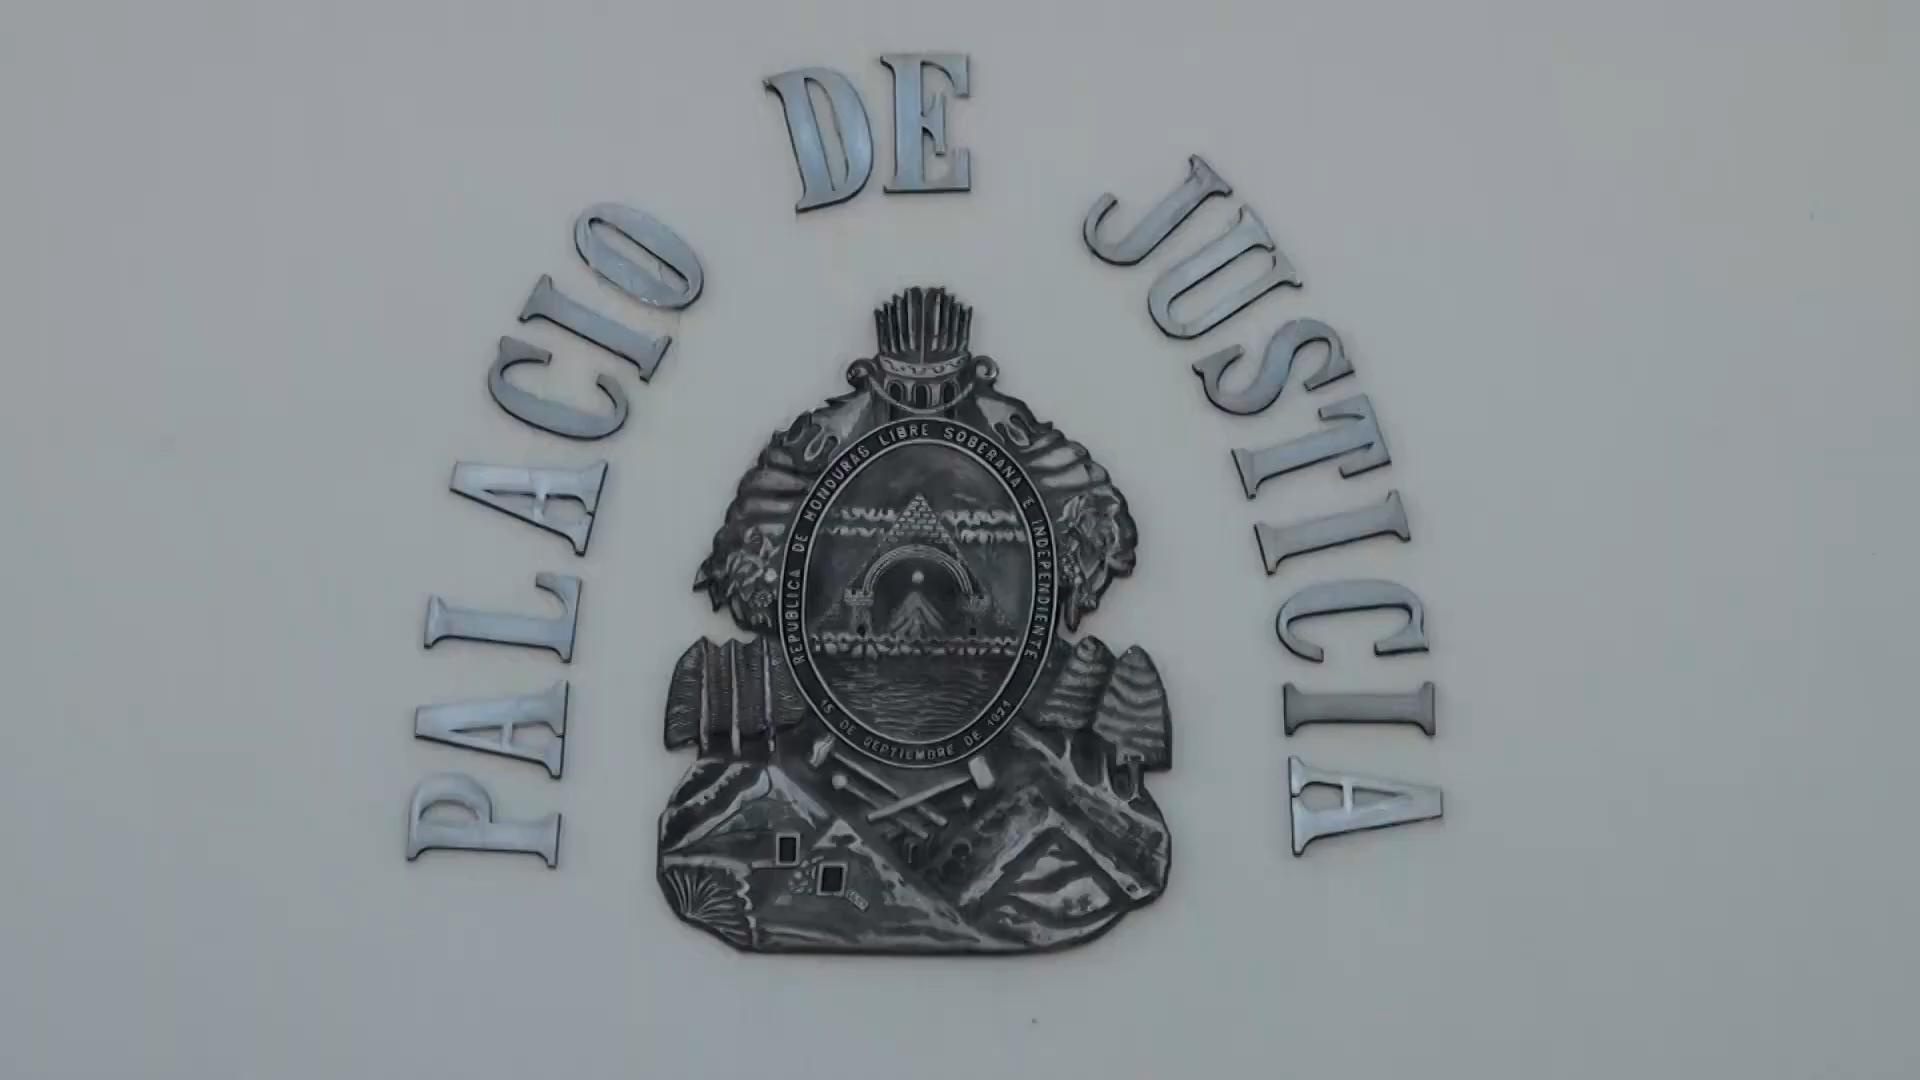 PALACIO DE JUSTICIA
REPUBLICA DE HONDURAS LIBRE SOBERANA E INDEPENDIENTE
15 DE SEPTIEMBRE DE 1821